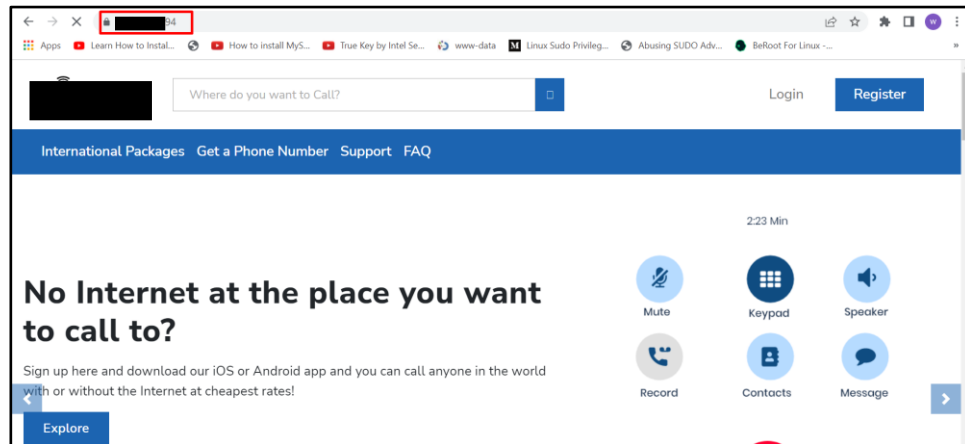 94
Apps Learn How to Instal... How to install MyS... True Key by Intel Se... www-data Linux Sudo Privileg... Abusing SUDO Adv... BeRoot For Linux -...
Where do you want to Call?
Login
Register
International Packages Get a Phone Number Support FAQ
2:23 Min
No Internet at the place you want
to call to?
Mute Keypad Speaker
Sign up here and download our iOS or Android app and you can call anyone in the world
with or without the Internet at cheapest rates!
Record Contacts Message
Explore